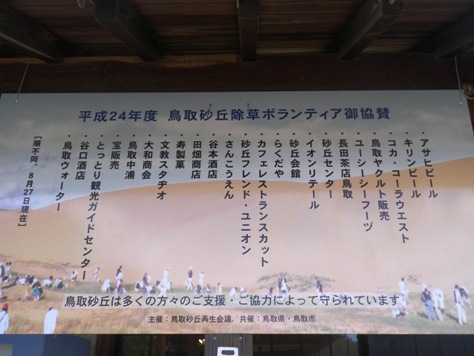 平成24年度 鳥取砂丘除草ボランティア御協賛
・アサヒビール
・キリンビール
・コカ・コーラウエスト
・鳥取ヤクルト販売
・ユーシーシーフーヅ
・長田茶店鳥取
・砂丘センター
・イオンリテール
・砂丘会館
・らくだや
・カフェレストランスカット
・砂丘フレンド・ユニオン
・さんこうえん
・谷本酒店
・田畑商店
・寿製菓
・文教スタヂオ
・大和商会
・鳥取中浦
・宝販売
・とっとり観光ガイドセンター
・谷口酒店
・鳥取ウォーター
[順不同、8月27日現在]
鳥取砂丘は多くの方々のご支援・ご協力によって守られています
主催:鳥取砂丘再生会議、共催:鳥取県・鳥取市